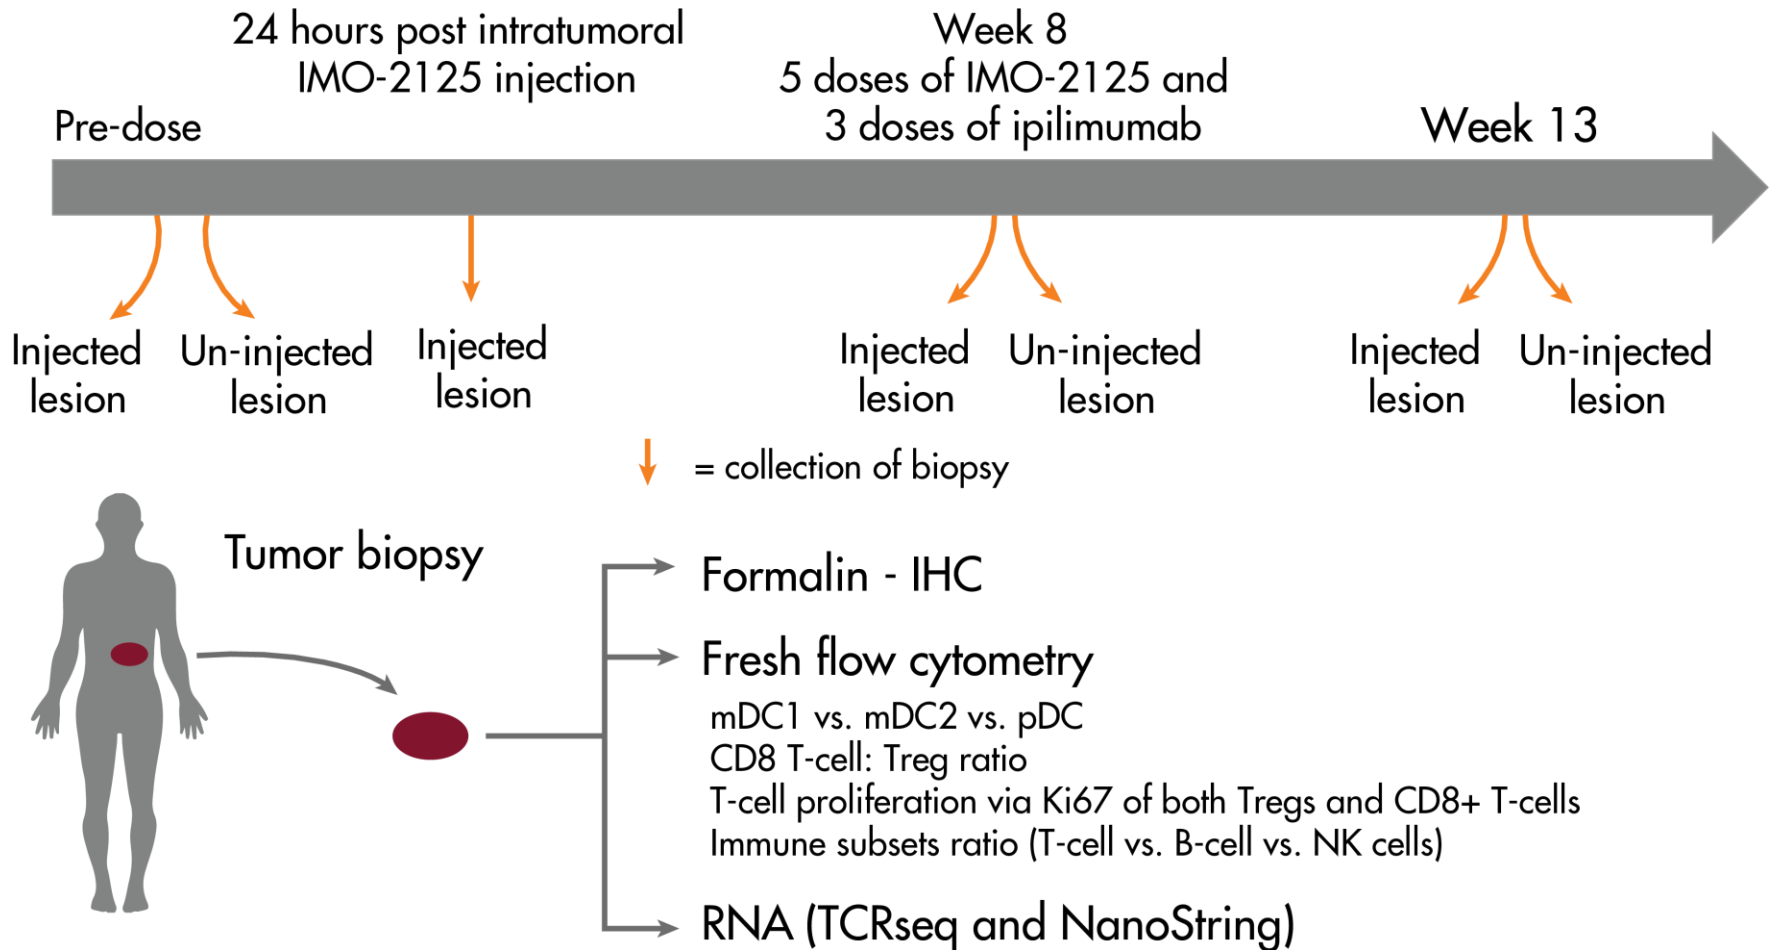 24 hours post intratumoral
IMO-2125 injection
Week 8
5 doses of IMO-2125 and
3 doses of ipilimumab
Pre-dose
Week 13
Injected
lesion
Un-injected
lesion
Injected
lesion
Injected
lesion
Un-injected
lesion
Injected
lesion
Un-injected
lesion
= collection of biopsy
Tumor biopsy
Formalin - IHC
Fresh flow cytometry
mDC1 vs. mDC2 vs. pDC
CD8 T-cell: Treg ratio
T-cell proliferation via Ki67 of both Tregs and CD8+ T-cells
Immune subsets ratio (T-cell vs. B-cell vs. NK cells)
RNA (TCRseq and NanoString)